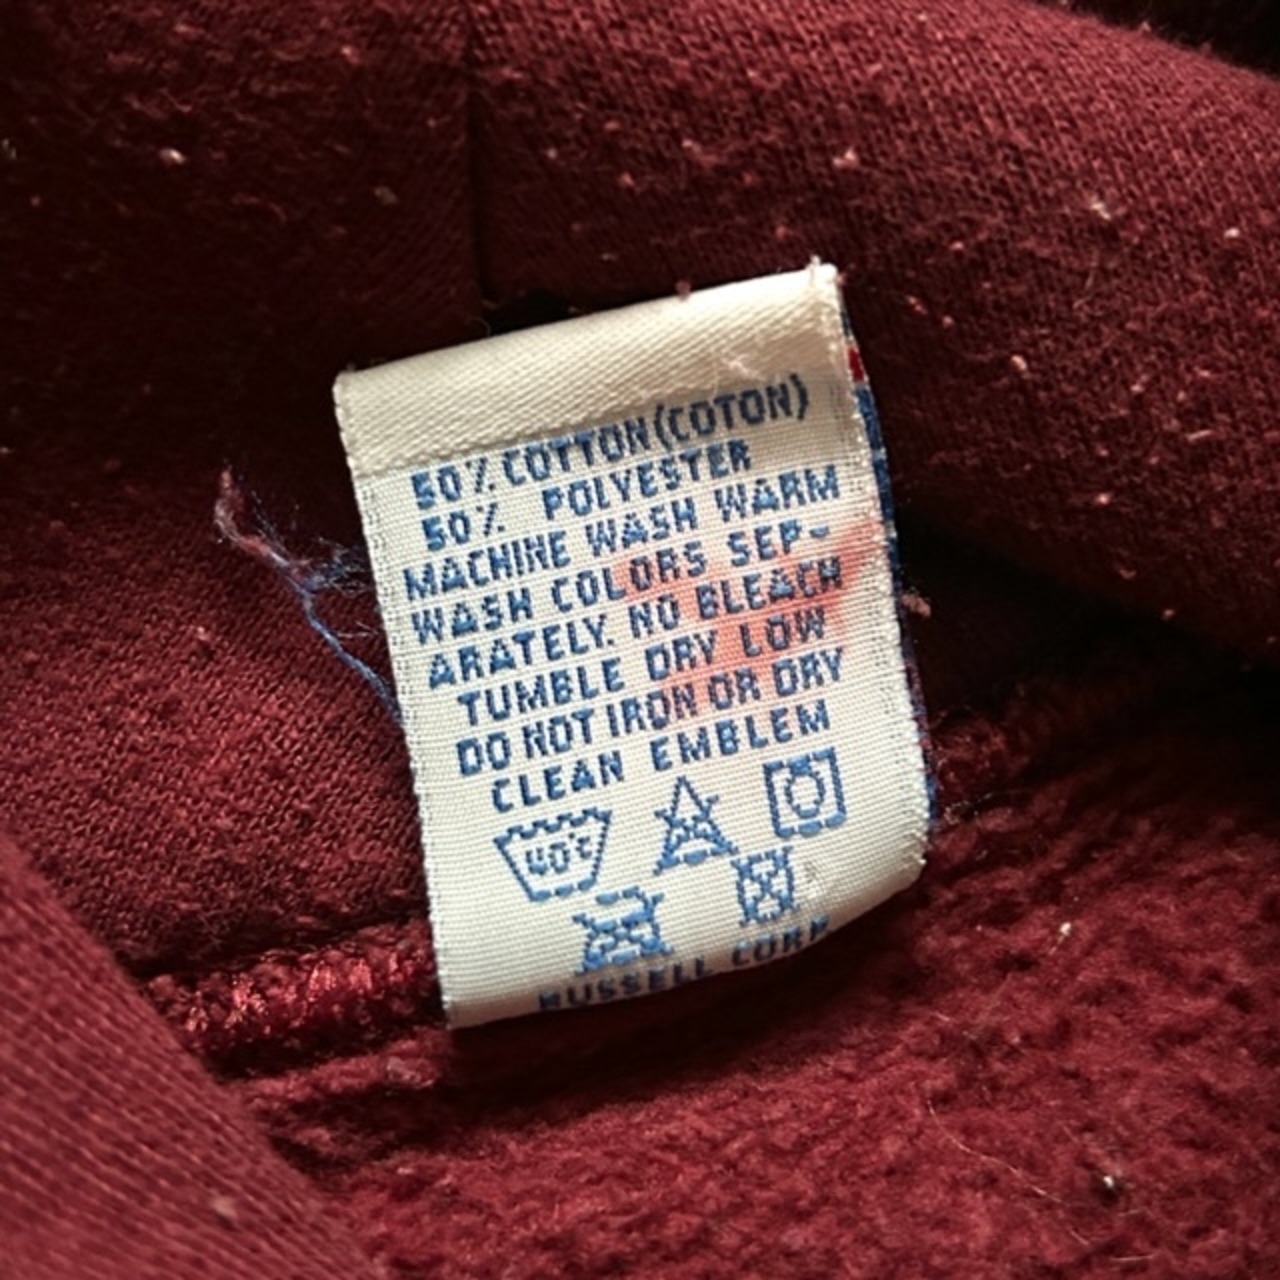 50% COTTON (COTON)
50% POLYESTER
MACHINE WASH WARM
WASH COLORS SEP-
ARATELY. NO BLEACH
TUMBLE DRY LOW
DO NOT IRON OR DRY
CLEAN EMBLEM
40°C
RUSSELL CORP